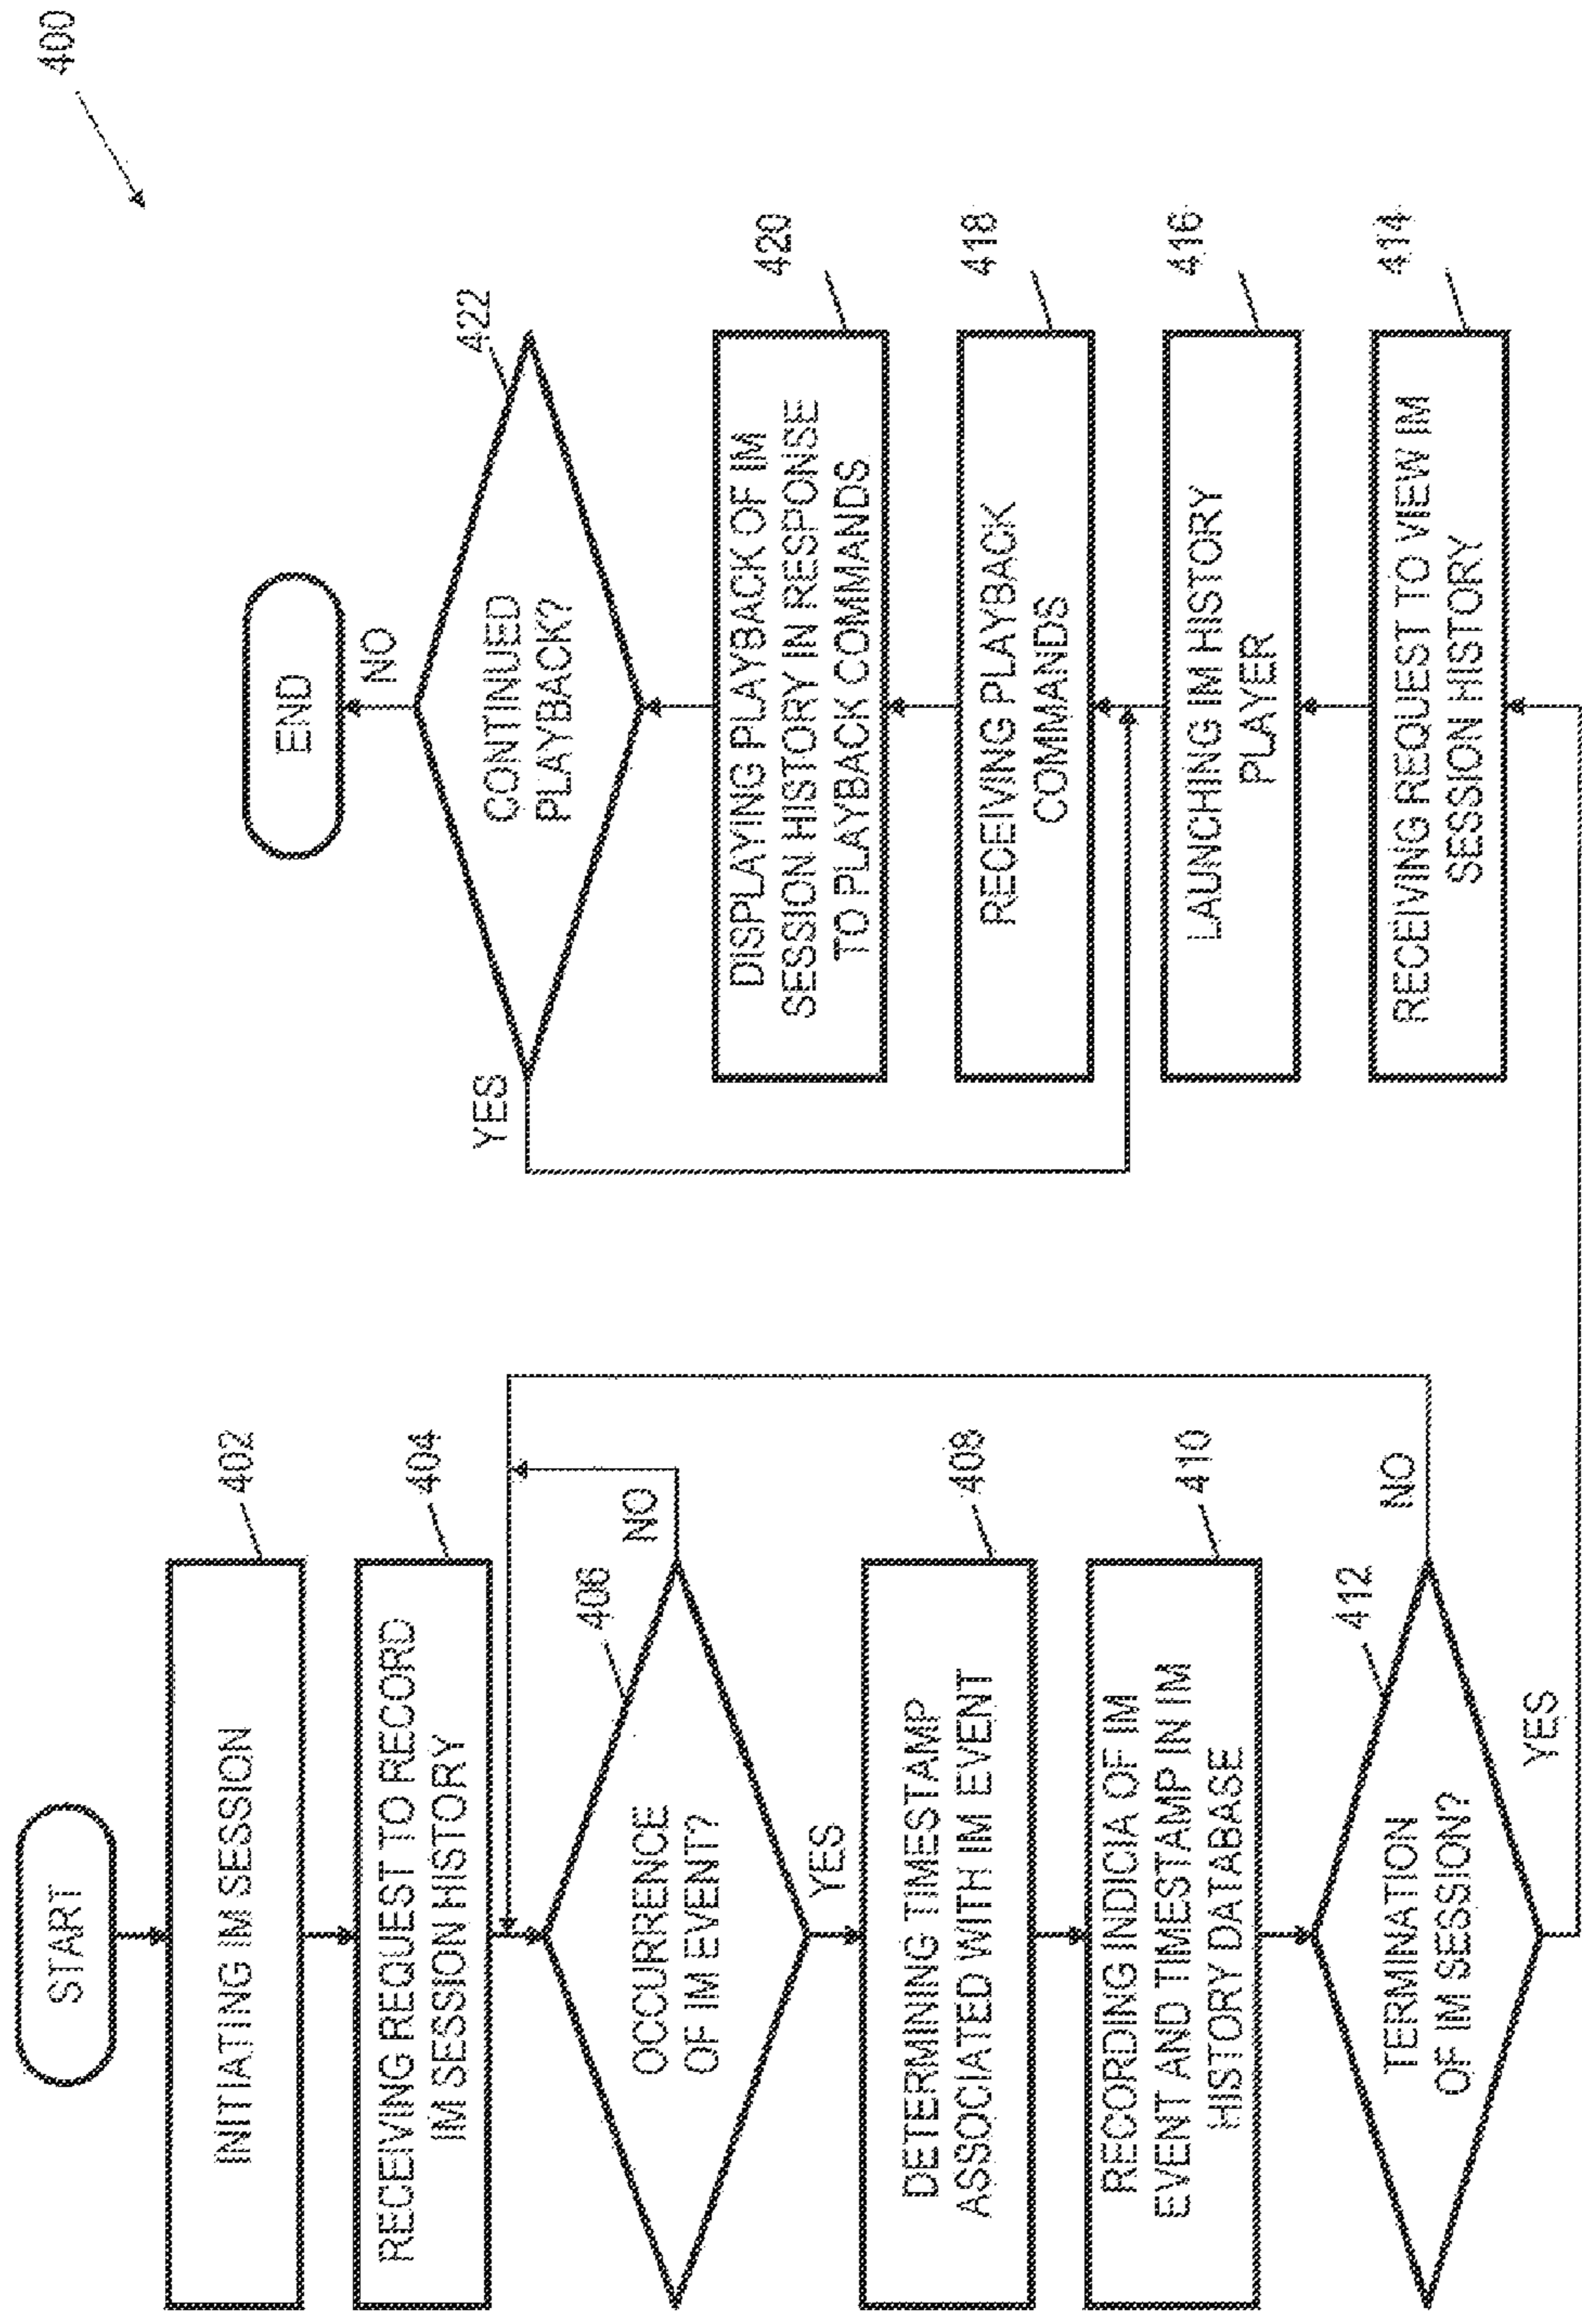 400
START
INITIATING IM SESSION
402
RECEIVING REQUEST TO RECORD
IM SESSION HISTORY
404
OCCURRENCE
OF IM EVENT?
406
NO
YES
DETERMINING TIMESTAMP
ASSOCIATED WITH IM EVENT
408
RECORDING INDICIA OF IM
EVENT AND TIMESTAMP IN IM
HISTORY DATABASE
410
TERMINATION
OF IM SESSION?
412
NO
YES
RECEIVING REQUEST TO VIEW IM
SESSION HISTORY
414
LAUNCHING IM HISTORY
PLAYER
416
RECEIVING PLAYBACK
COMMANDS
418
DISPLAYING PLAYBACK OF IM
SESSION HISTORY IN RESPONSE
TO PLAYBACK COMMANDS
420
CONTINUED
PLAYBACK?
422
YES
NO
END